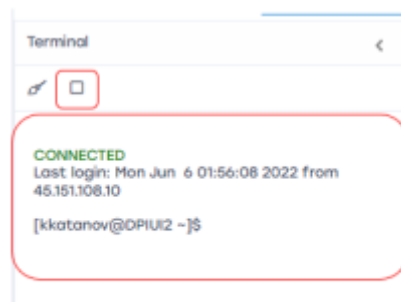 Terminal
CONNECTED
Last login: Mon Jun 6 01:56:08 2022 from
45.151.108.10
[kkatanov@DPIUI2 ~]$